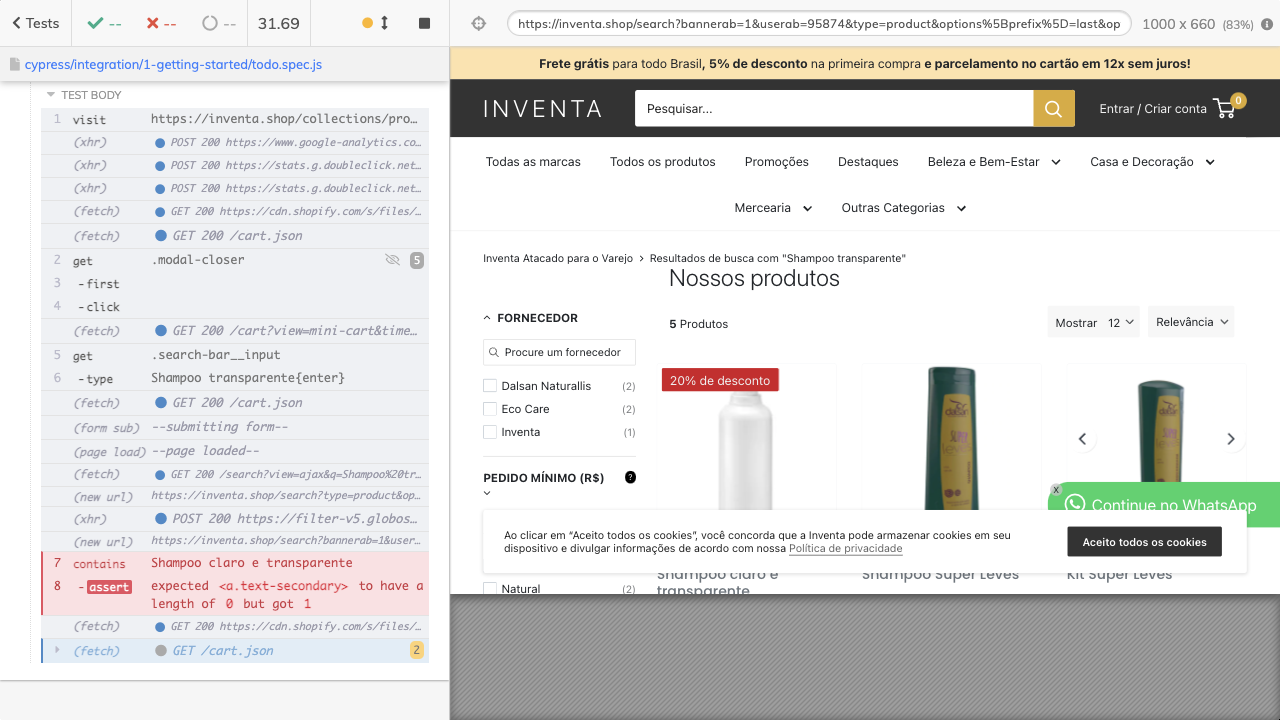 Tests
--
--
--
31.69
https://inventa.shop/search?bannerab=1&userab=95874&type=product&options%5Bprefix%5D=last&op
1000 x 660 (83%)
cypress/integration/1-getting-started/todo.spec.js
TEST BODY
1 visit https://inventa.shop/collections/pro…
(xhr) POST 200 https://www.google-analytics.co…
(xhr) POST 200 https://stats.g.doubleclick.net…
(xhr) POST 200 https://stats.g.doubleclick.net…
(fetch) GET 200 https://cdn.shopify.com/s/files/…
(fetch) GET 200 /cart.json
2 get .modal-closer 5
3 -first
4 -click
(fetch) GET 200 /cart?view=mini-cart&time…
5 get .search-bar__input
6 -type Shampoo transparente{enter}
(fetch) GET 200 /cart.json
(form sub) --submitting form--
(page load) --page loaded--
(fetch) GET 200 /search?view=ajax&q=Shampoo%20tr…
(new url) https://inventa.shop/search?type=product&op…
(xhr) POST 200 https://filter-v5.globos…
(new url) https://inventa.shop/search?bannerab=1&user…
7 contains Shampoo claro e transparente
8 -assert expected <a.text-secondary> to have a
length of 0 but got 1
(fetch) GET 200 https://cdn.shopify.com/s/files/…
(fetch) GET /cart.json 2
Frete grátis para todo Brasil, 5% de desconto na primeira compra e parcelamento no cartão em 12x sem juros!
INVENTA
Pesquisar...
Entrar / Criar conta
0
Todas as marcas Todos os produtos Promoções Destaques Beleza e Bem-Estar Casa e Decoração
Mercearia Outras Categorias
Inventa Atacado para o Varejo > Resultados de busca com "Shampoo transparente"
Nossos produtos
FORNECEDOR
Procure um fornecedor
Dalsan Naturallis (2)
Eco Care (2)
Inventa (1)
PEDIDO MÍNIMO (R$) ?
Natural (2)
5 Produtos
Mostrar 12
Relevância
20% de desconto
x
Continue no WhatsApp
Ao clicar em “Aceito todos os cookies”, você concorda que a Inventa pode armazenar cookies em seu
dispositivo e divulgar informações de acordo com nossa Política de privacidade
Aceito todos os cookies
Shampoo claro e
transparente
Shampoo Super Leves
Kit Super Leves